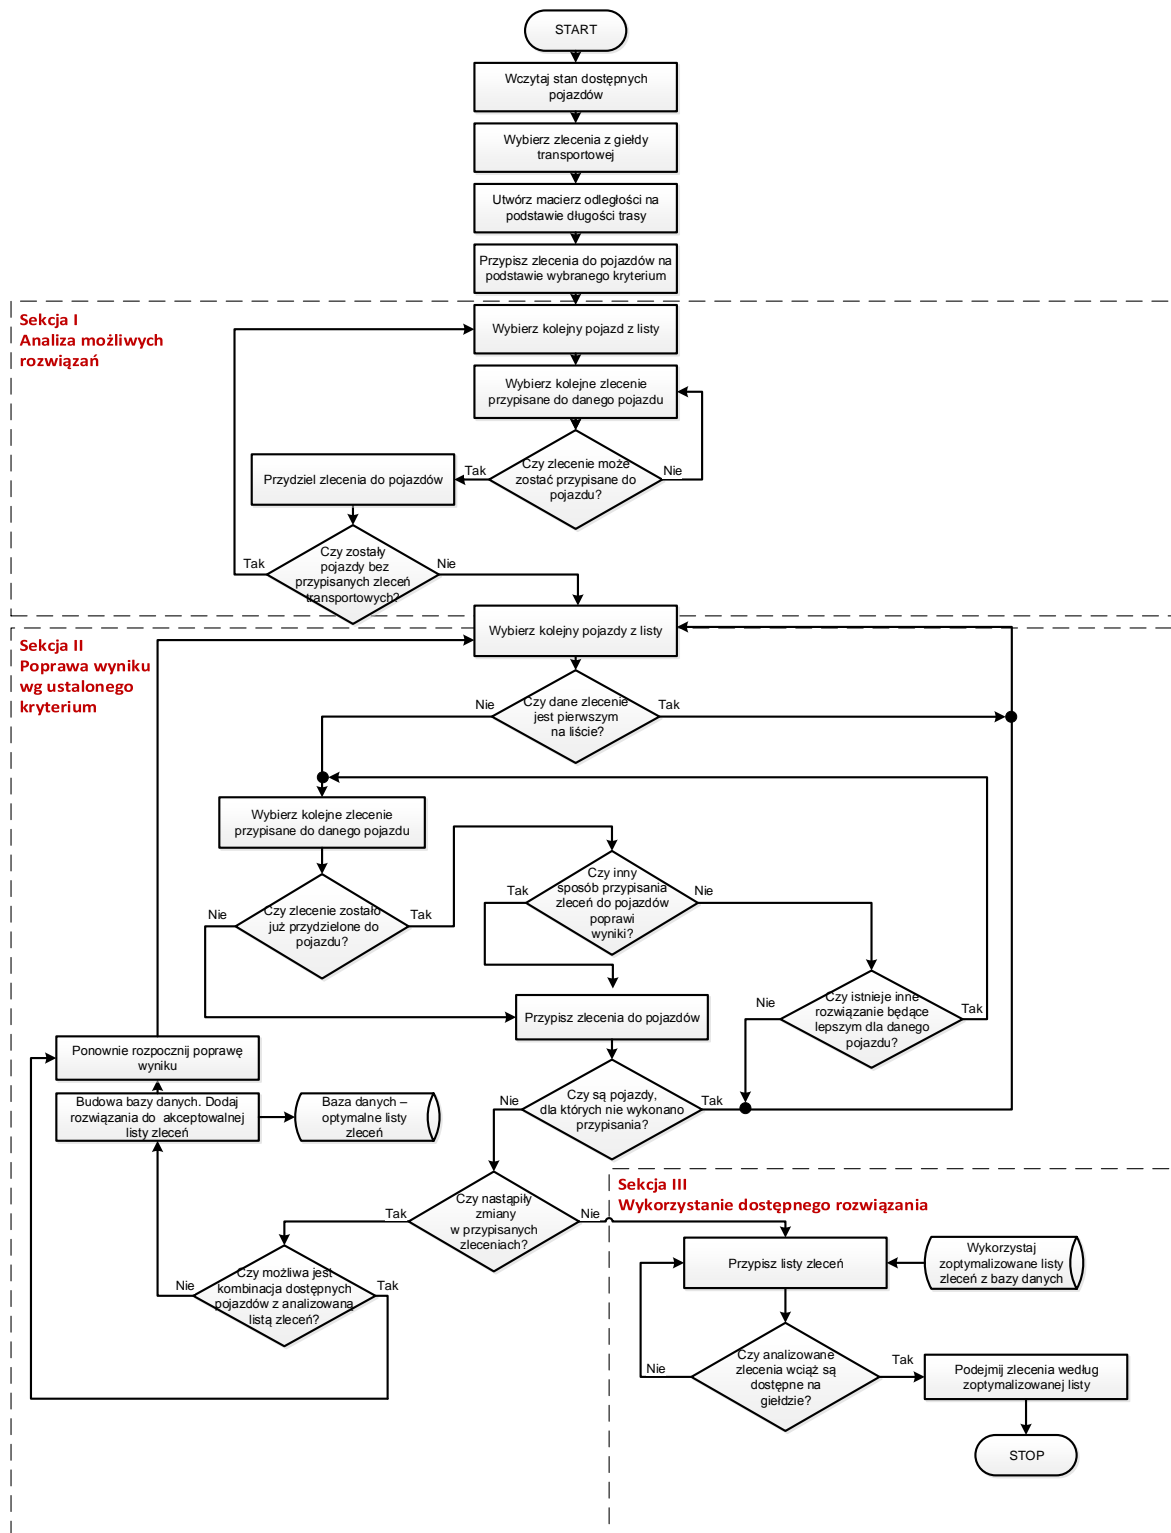 START
Wczytaj stan dostępnych
pojazdów
Wybierz zlecenia z giełdy
transportowej
Utwórz macierz odległości na
podstawie długości trasy
Przypisz zlecenia do pojazdów na
podstawie wybranego kryterium
Sekcja I
Analiza możliwych
rozwiązań
Wybierz kolejny pojazd z listy
Wybierz kolejne zlecenie
przypisane do danego pojazdu
Czy zlecenie może
zostać przypisane do
pojazdu?
Tak
Nie
Przydziel zlecenia do pojazdów
Czy zostały
pojazdy bez
przypisanych zleceń
transportowych?
Tak
Nie
Wybierz kolejny pojazdy z listy
Sekcja II
Poprawa wyniku
wg ustalonego
kryterium
Czy dane zlecenie
jest pierwszym
na liście?
Nie
Tak
Wybierz kolejne zlecenie
przypisane do danego pojazdu
Czy zlecenie zostało
już przydzielone do
pojazdu?
Nie
Tak
Czy inny
sposób przypisania
zleceń do pojazdów
poprawi
wyniki?
Tak
Nie
Czy istnieje inne
rozwiązanie będące
lepszym dla danego
pojazdu?
Nie
Tak
Przypisz zlecenia do pojazdów
Ponownie rozpocznij poprawę
wyniku
Budowa bazy danych. Dodaj
rozwiązania do akceptowalnej
listy zleceń
Baza danych –
optymalne listy
zleceń
Czy są pojazdy,
dla których nie wykonano
przypisania?
Nie
Tak
Czy nastąpiły
zmiany
w przypisanych
zleceniach?
Tak
Nie
Czy możliwa jest
kombinacja dostępnych
pojazdów z analizowaną
listą zleceń?
Nie
Tak
Sekcja III
Wykorzystanie dostępnego rozwiązania
Przypisz listy zleceń
Wykorzystaj
zoptymalizowane listy
zleceń z bazy danych
Czy analizowane
zlecenia wciąż są
dostępne na
giełdzie?
Nie
Tak
Podejmij zlecenia według
zoptymalizowanej listy
STOP